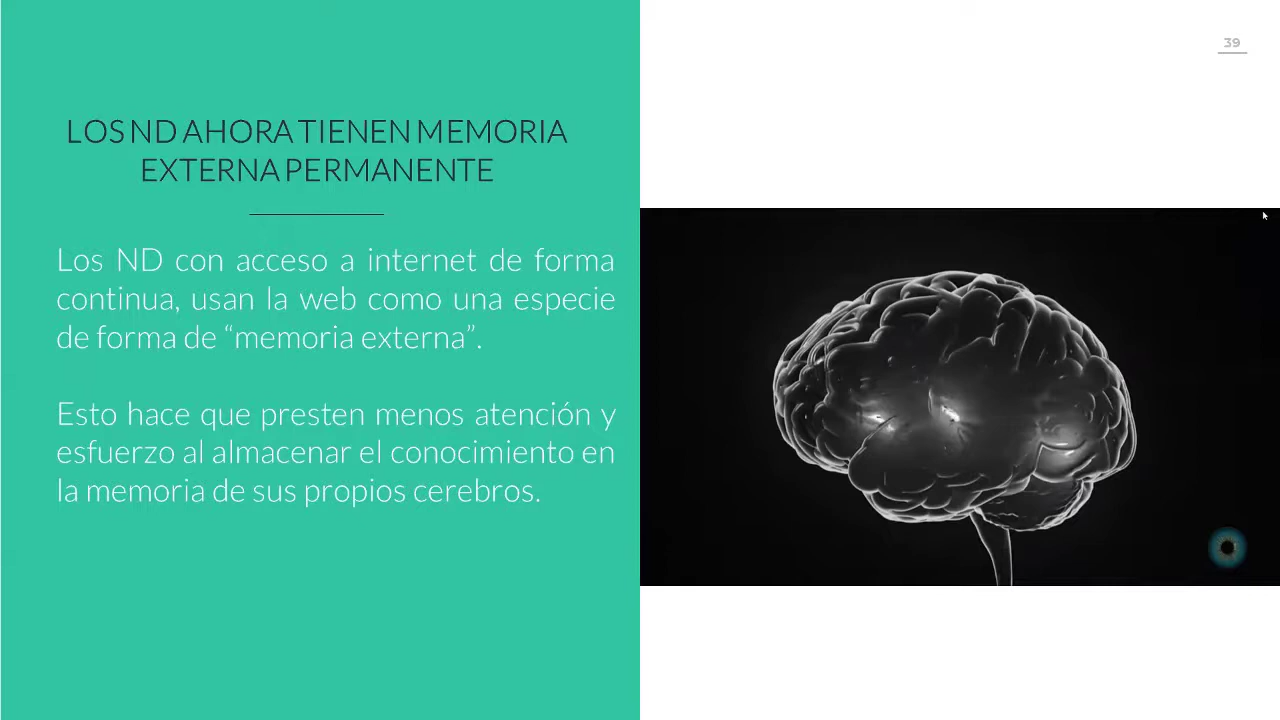 39
LOS ND AHORA TIENEN MEMORIA
EXTERNA PERMANENTE
Los ND con acceso a internet de forma
continua, usan la web como una especie
de forma de “memoria externa”.
Esto hace que presten menos atención y
esfuerzo al almacenar el conocimiento en
la memoria de sus propios cerebros.